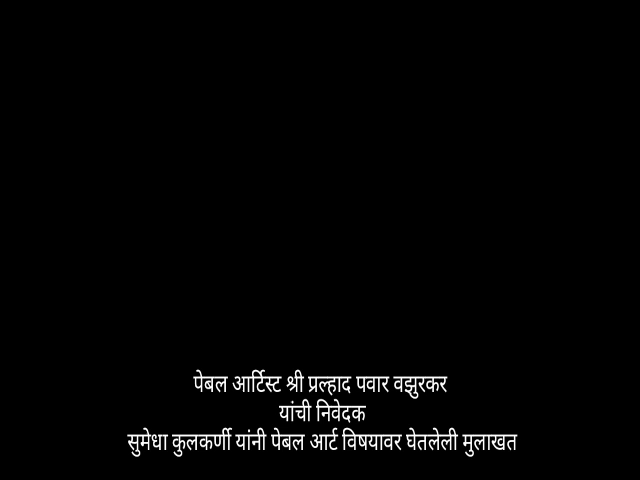 पेबल आर्टिस्ट श्री प्रल्हाद पवार वझुरकर
यांची निवेदक
सुमेधा कुलकर्णी यांनी पेबल आर्ट विषयावर घेतलेली मुलाखत